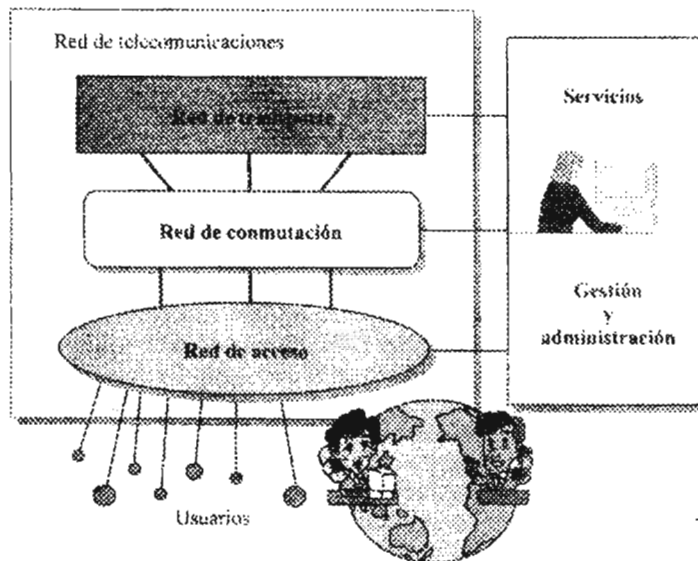 Red de telecomunicaciones
Red de transporte
Servicios
Red de conmutación
Gestión
y
administración
Red de acceso
Usuarios